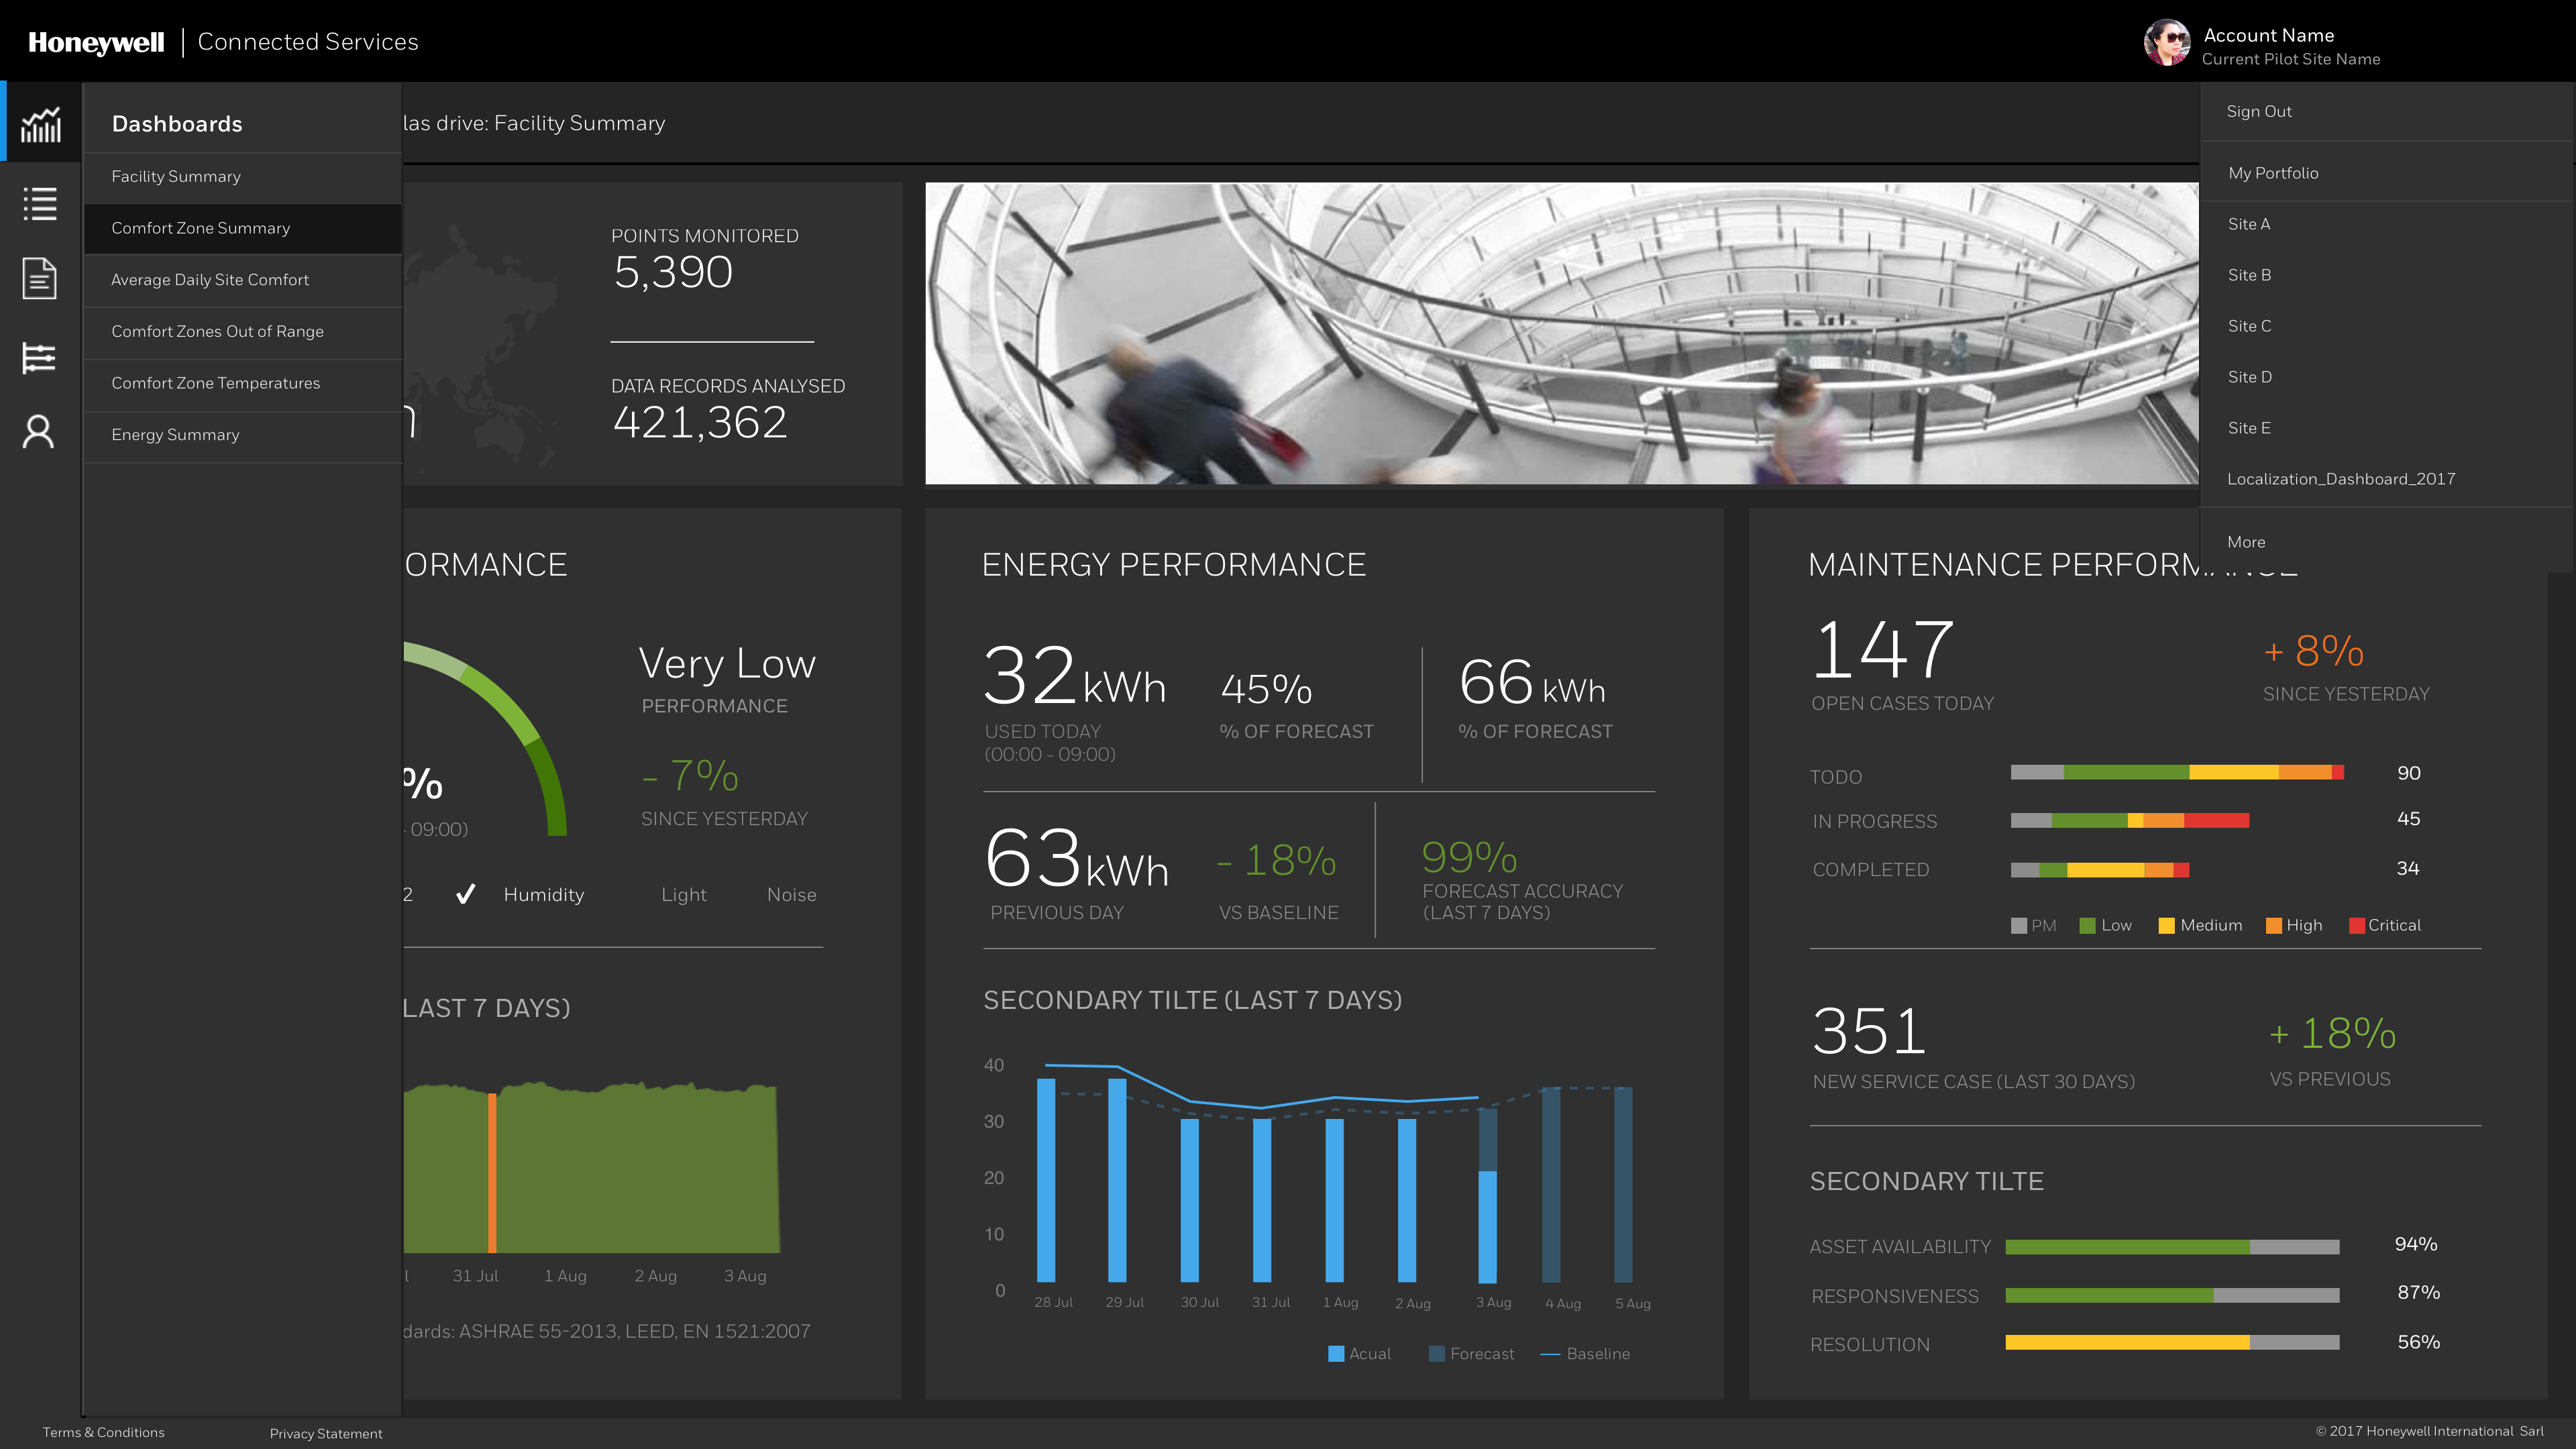 Honeywell | Connected Services
Account Name
Current Pilot Site Name
Dashboards
Facility Summary
Comfort Zone Summary
Average Daily Site Comfort
Comfort Zones Out of Range
Comfort Zone Temperatures
Energy Summary
las drive: Facility Summary
Sign Out
My Portfolio
Site A
Site B
Site C
Site D
Site E
Localization_Dashboard_2017
More
POINTS MONITORED
5,390
DATA RECORDS ANALYSED
421,362
ORMANCE
Very Low
PERFORMANCE
%
- 09:00)
- 7%
SINCE YESTERDAY
2
Humidity
Light
Noise
LAST 7 DAYS)
31 Jul
1 Aug
2 Aug
3 Aug
dards: ASHRAE 55-2013, LEED, EN 1521:2007
ENERGY PERFORMANCE
32 kWh
USED TODAY
(00:00 - 09:00)
45%
% OF FORECAST
66 kWh
% OF FORECAST
63 kWh
PREVIOUS DAY
- 18%
VS BASELINE
99%
FORECAST ACCURACY
(LAST 7 DAYS)
SECONDARY TILTE (LAST 7 DAYS)
40
30
20
10
0
28 Jul
29 Jul
30 Jul
31 Jul
1 Aug
2 Aug
3 Aug
4 Aug
5 Aug
Acual
Forecast
Baseline
MAINTENANCE PERFORMANCE
147
OPEN CASES TODAY
+ 8%
SINCE YESTERDAY
TODO
90
IN PROGRESS
45
COMPLETED
34
PM
Low
Medium
High
Critical
351
NEW SERVICE CASE (LAST 30 DAYS)
+ 18%
VS PREVIOUS
SECONDARY TILTE
ASSET AVAILABILITY
94%
RESPONSIVENESS
87%
RESOLUTION
56%
Terms & Conditions
Privacy Statement
© 2017 Honeywell International Sarl